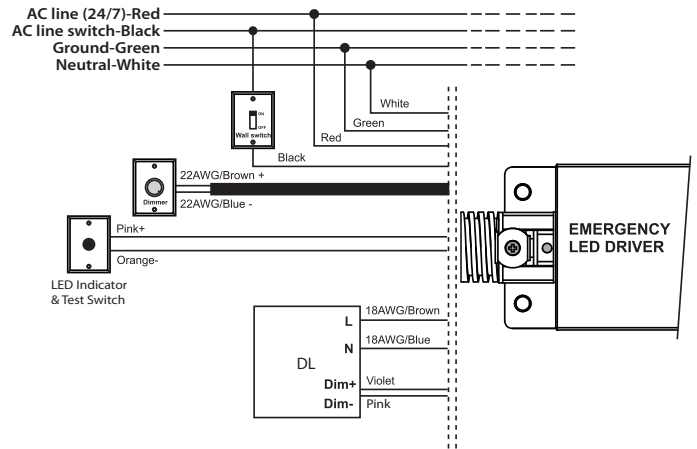 AC line (24/7)-Red
AC line switch-Black
Ground-Green
Neutral-White
White
Green
Red
Black
ON
OFF
Wall switch
22AWG/Brown +
22AWG/Blue -
Dimmer
Pink+
Orange-
LED Indicator
& Test Switch
EMERGENCY
LED DRIVER
L
18AWG/Brown
N
18AWG/Blue
DL
Dim+
Violet
Dim-
Pink